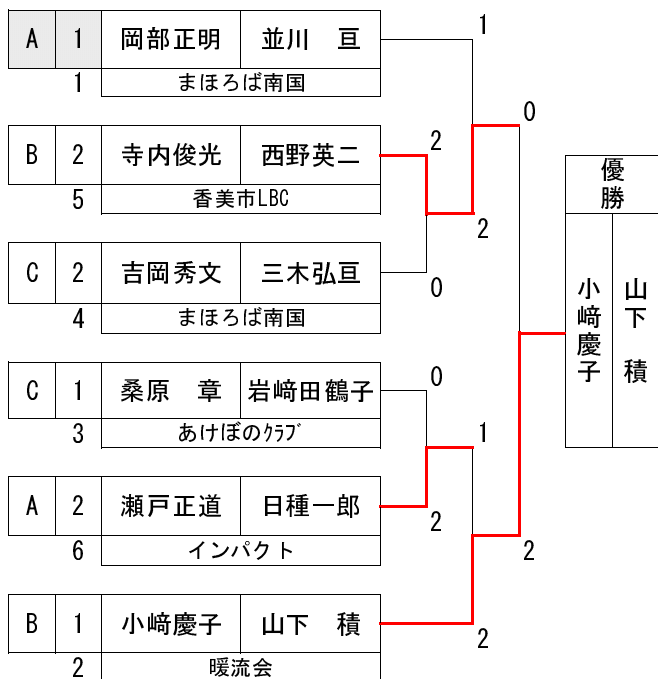 A 1 岡部正明 並川　亘
1 まほろば南国
B 2 寺内俊光 西野英二
5 香美市LBC
C 2 吉岡秀文 三木弘亘
4 まほろば南国
C 1 桑原　章 岩﨑田鶴子
3 あけぼのｸﾗﾌﾞ
A 2 瀬戸正道 日種一郎
6 インパクト
B 1 小﨑慶子 山下　積
2 暖流会
1
2
0
2
0
0
2
1
2
2
優勝
小﨑慶子
山下　積